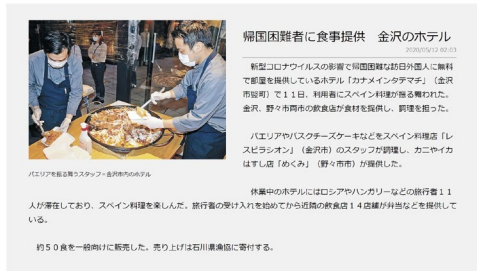 帰国困難者に食事提供　金沢のホテル
2020/05/12 02:03
新型コロナウイルスの影響で帰国困難な訪日外国人に無料
で部屋を提供しているホテル「カナメインタテマチ」（金沢
市竪町）で１１日、利用者にスペイン料理が振る舞われた。
金沢、野々市両市の飲食店が食材を提供し、調理を担った。
パエリアやバスクチーズケーキなどをスペイン料理店「レ
スピラシオン」（金沢市）のスタッフが調理し、カニやイカ
はすし店「めくみ」（野々市市）が提供した。
パエリアを振る舞うスタッフ＝金沢市内のホテル
休業中のホテルにはロシアやハンガリーなどの旅行者１１
人が滞在しており、スペイン料理を楽しんだ。旅行者の受け入れを始めてから近隣の飲食店１４店舗が弁当などを提供して
いる。
約５０食を一般向けに販売した。売り上げは石川県漁協に寄付する。